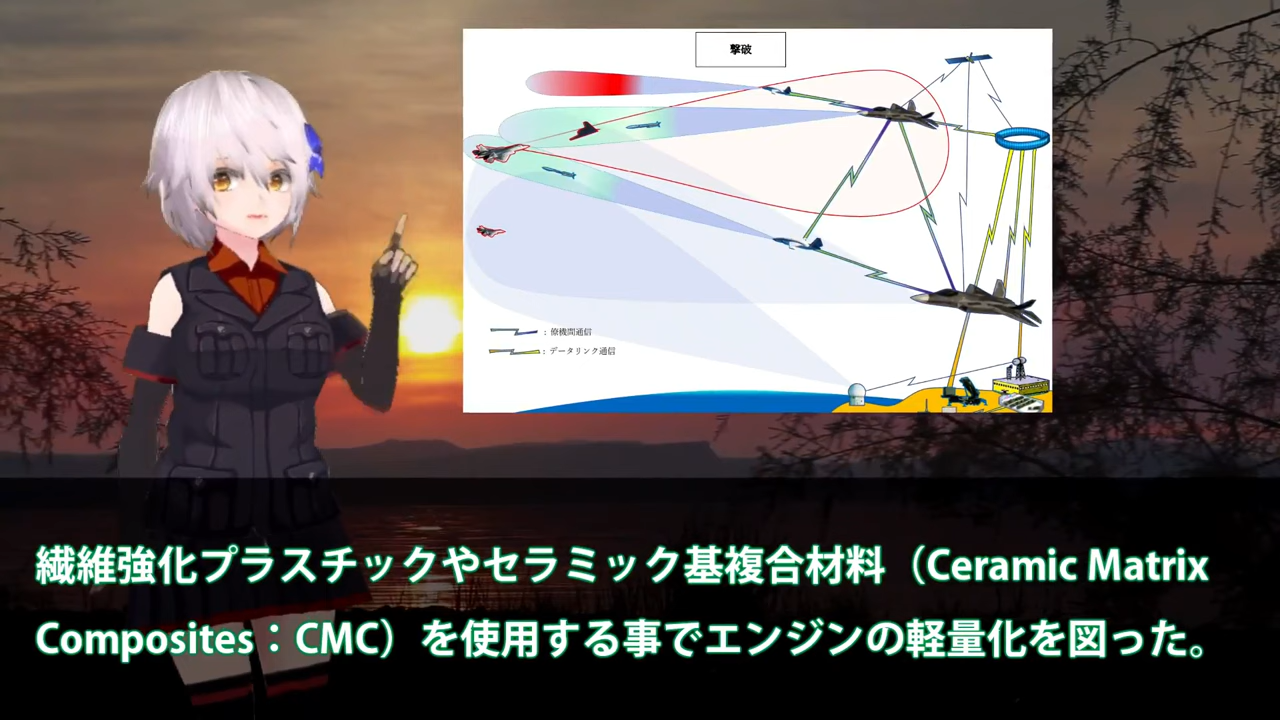 撃破
：僚機間通信
：データリンク通信
繊維強化プラスチックやセラミック基複合材料（Ceramic Matrix
Composites：CMC）を使用する事でエンジンの軽量化を図った。